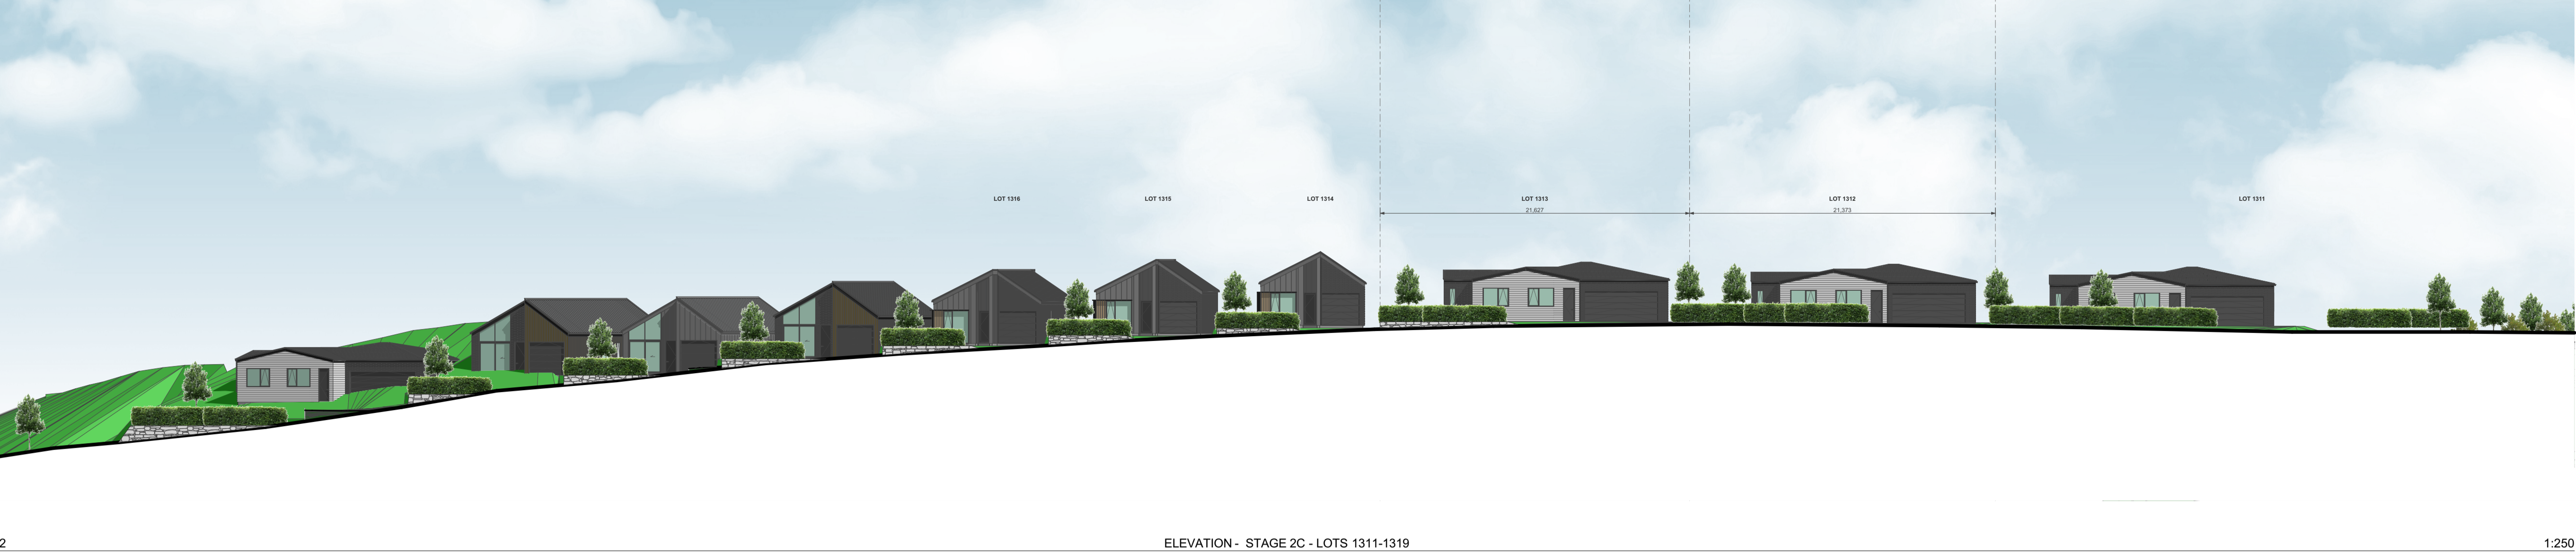 LOT 1316
LOT 1315
LOT 1314
LOT 1313
LOT 1312
LOT 1311
21,627
21,373
2
ELEVATION - STAGE 2C - LOTS 1311-1319
1:250